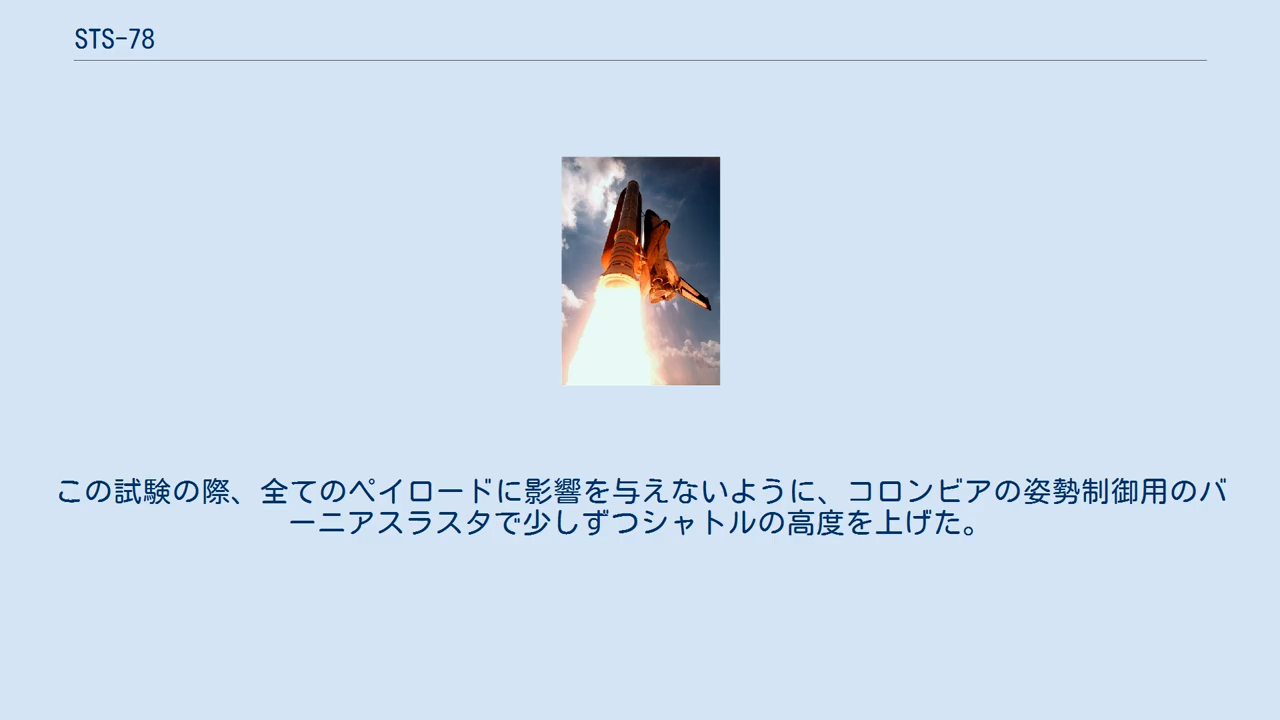 STS-78
この試験の際、全てのペイロードに影響を与えないように、コロンビアの姿勢制御用のバ
ーニアスラスタで少しずつシャトルの高度を上げた。